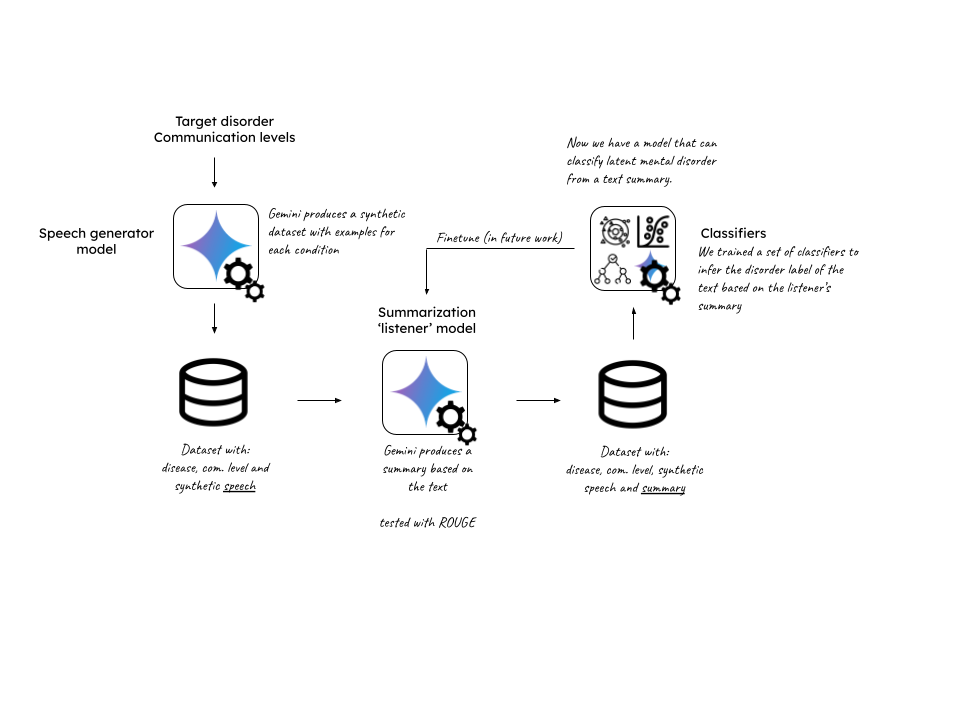 Target disorder
Communication levels
Speech generator
model
Gemini produces a synthetic
dataset with examples for
each condition
Dataset with:
disease, com. level and
synthetic speech
Finetune (in future work)
Summarization
‘listener’ model
Gemini produces a
summary based on
the text
tested with ROUGE
Now we have a model that can
classify latent mental disorder
from a text summary.
Classifiers
We trained a set of classifiers to
infer the disorder label of the
text based on the listener's
summary
Dataset with:
disease, com. level, synthetic
speech and summary